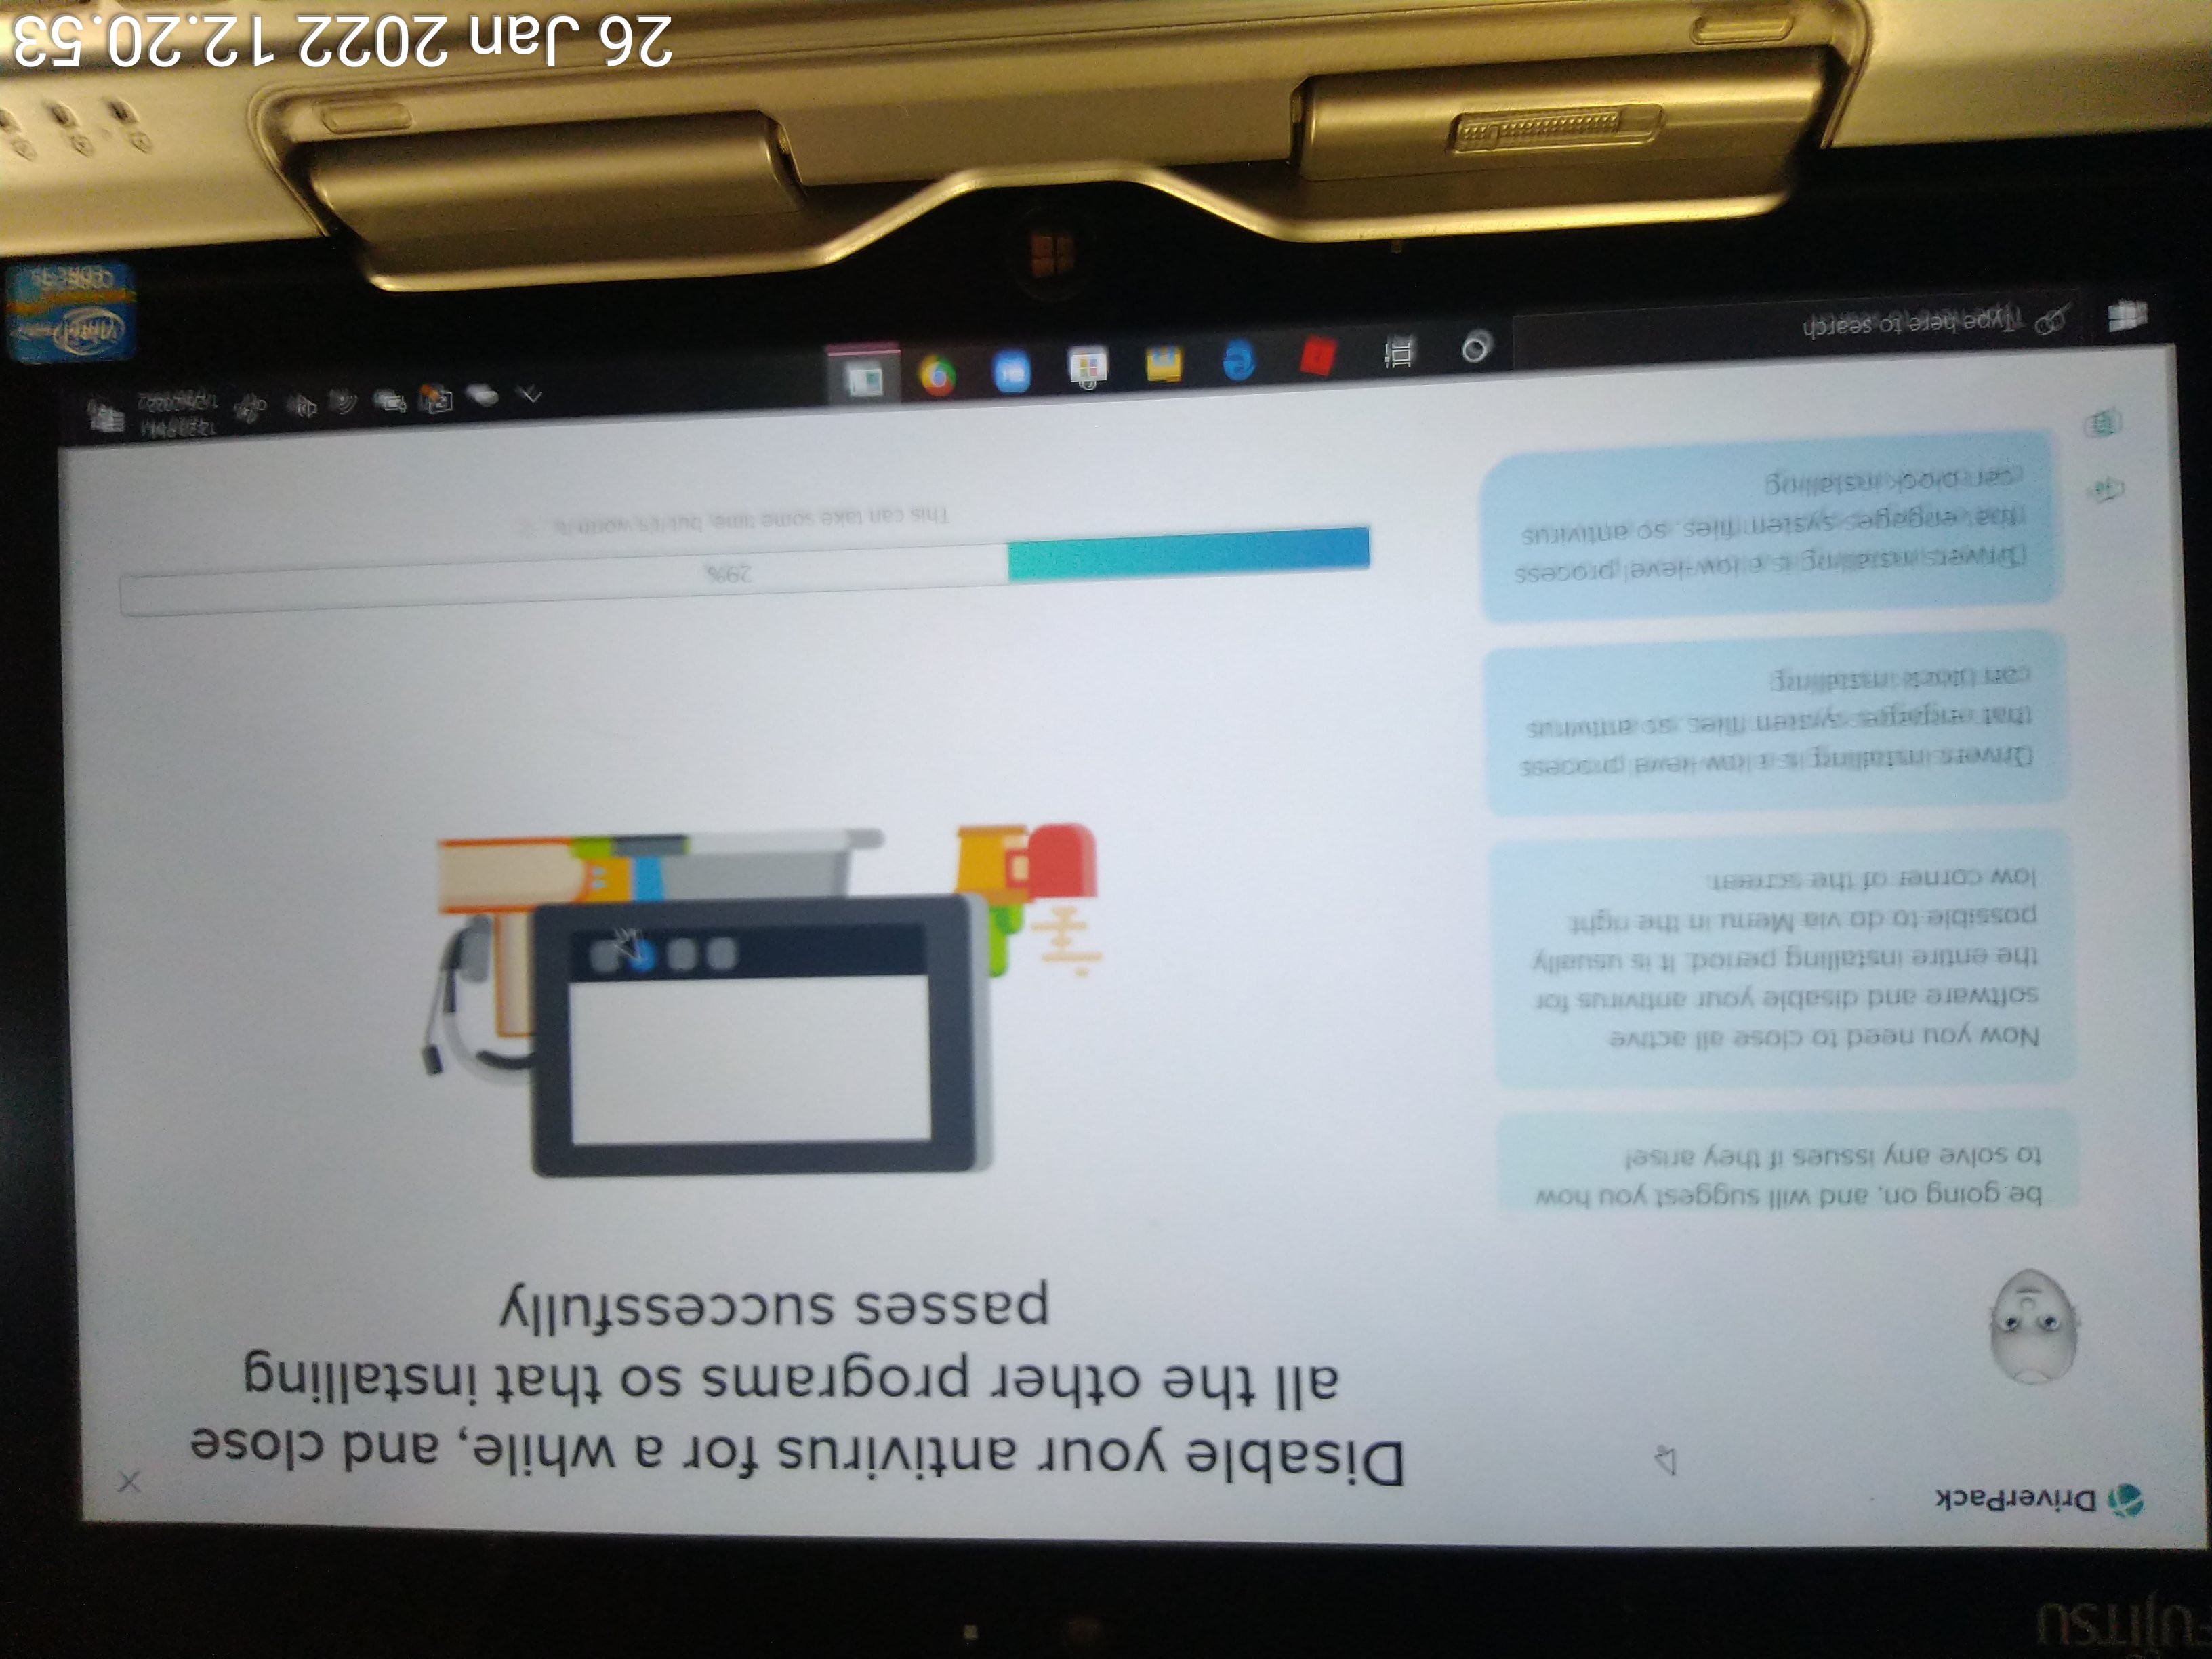 FUJITSU
DriverPack
Disable your antivirus for a while, and close
all the other programs so that installing
passes successfully
be going on, and will suggest you how
to solve any issues if they arise!
Now you need to close all active
software and disable your antivirus for
the entire installing period. It is usually
possible to do via Menu in the right
low corner of the screen.
Drivers installing is a low-level process
that engages system files, so antivirus
can block installing
Drivers installing is a low-level process
that engages system files, so antivirus
can block installing
29%
This can take some time, but it's worth it.
Type here to search
intel
CORE i5
26 Jan 2022 12.20.53